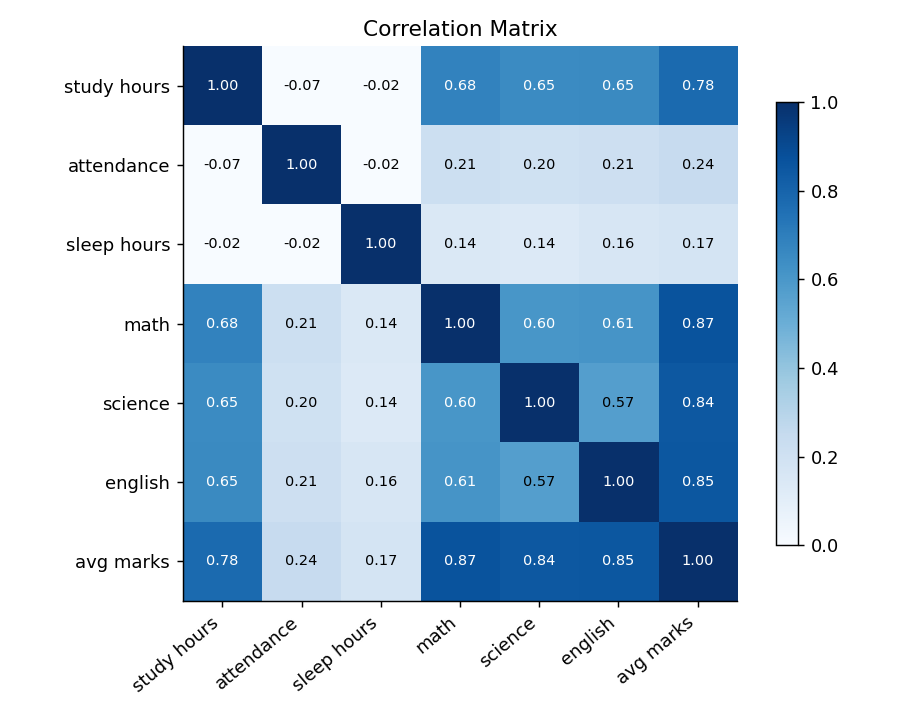 Correlation Matrix
study hours 1.00 -0.07 -0.02 0.68 0.65 0.65 0.78
attendance -0.07 1.00 -0.02 0.21 0.20 0.21 0.24
sleep hours -0.02 -0.02 1.00 0.14 0.14 0.16 0.17
math 0.68 0.21 0.14 1.00 0.60 0.61 0.87
science 0.65 0.20 0.14 0.60 1.00 0.57 0.84
english 0.65 0.21 0.16 0.61 0.57 1.00 0.85
avg marks 0.78 0.24 0.17 0.87 0.84 0.85 1.00
study hours attendance sleep hours math science english avg marks
1.0
0.8
0.6
0.4
0.2
0.0